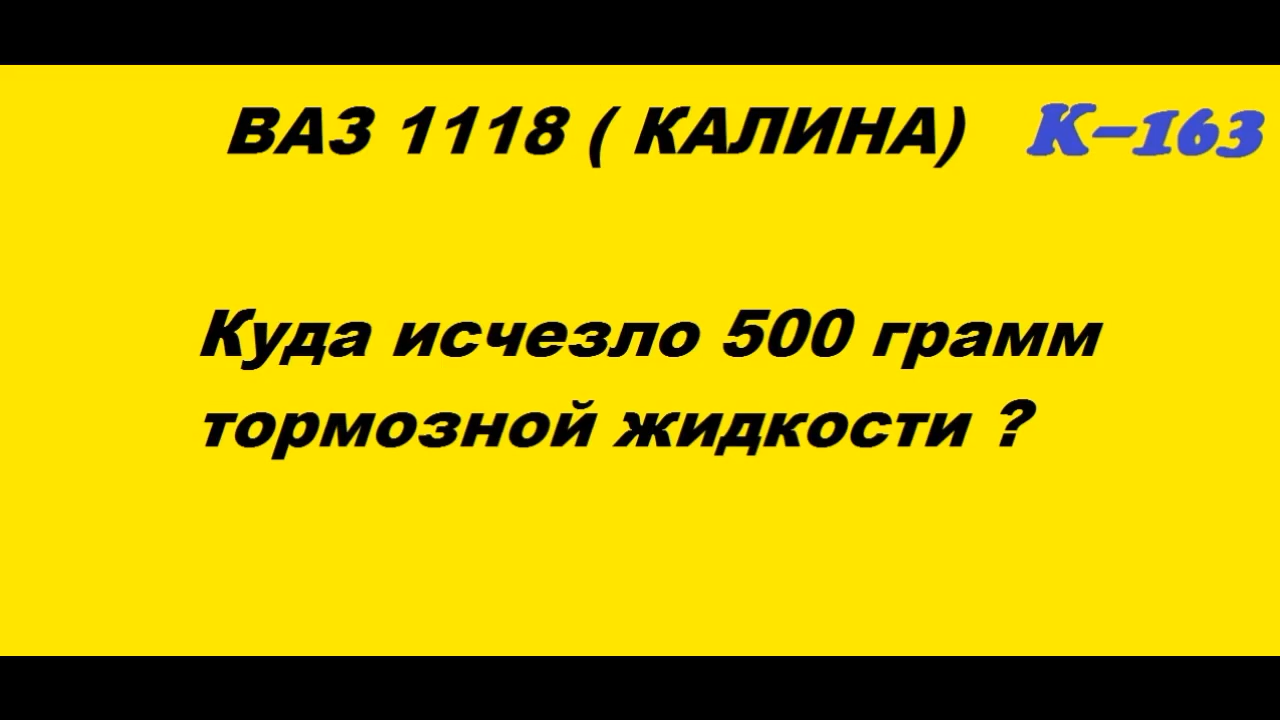 ВАЗ 1118 ( КАЛИНА) К-163
Куда исчезло 500 грамм
тормозной жидкости ?